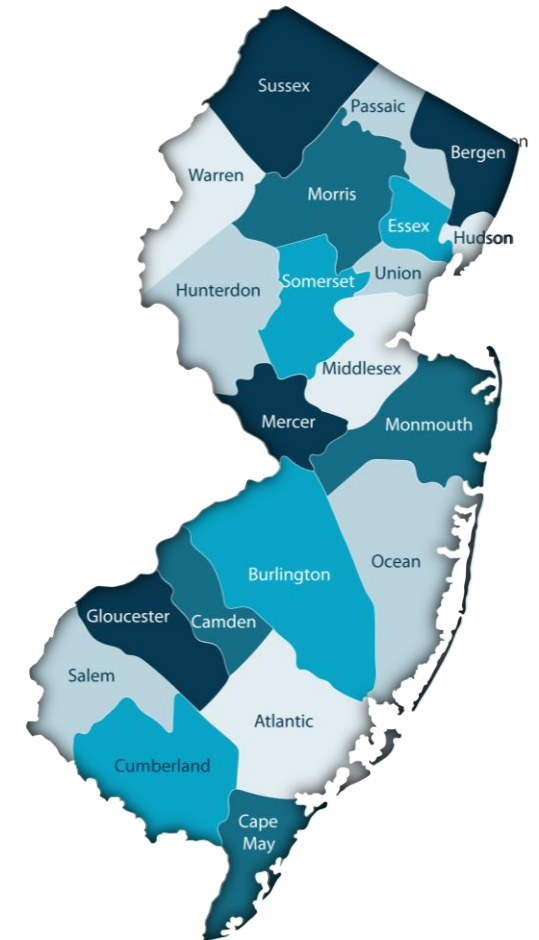 Sussex
Passaic
en
Bergen
Warren
Morris
Essex
Hudson
Union
Somerset
Hunterdon
Middlesex
Mercer
Monmouth
Ocean
Burlington
Gloucester
Camden
Salem
Atlantic
Cumberland
Cape
May